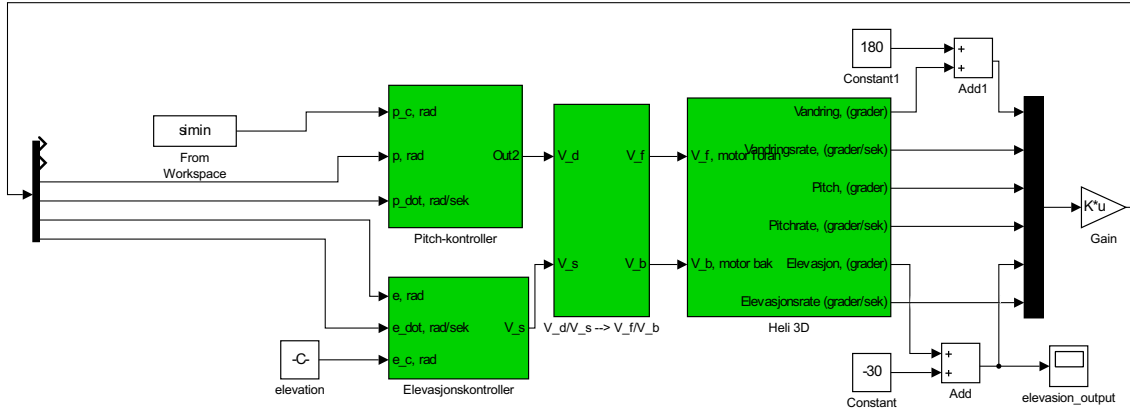 180
Constant1
+
+
Add1
simin
From
Workspace
p_c, rad
p, rad
p_dot, rad/sek
Out2
Pitch-kontroller
V_d
V_s
V_f
V_b
V_d/V_s --> V_f/V_b
V_f, motor foran
V_b, motor bak
Vandring, (grader)
Vandringsrate, (grader/sek)
Pitch, (grader)
Pitchrate, (grader/sek)
Elevasjon, (grader)
Elevasjonsrate (grader/sek)
Heli 3D
K*u
Gain
e, rad
e_dot, rad/sek
e_c, rad
V_s
Elevasjonskontroller
-C-
elevation
-30
Constant
+
+
Add
elevasion_output